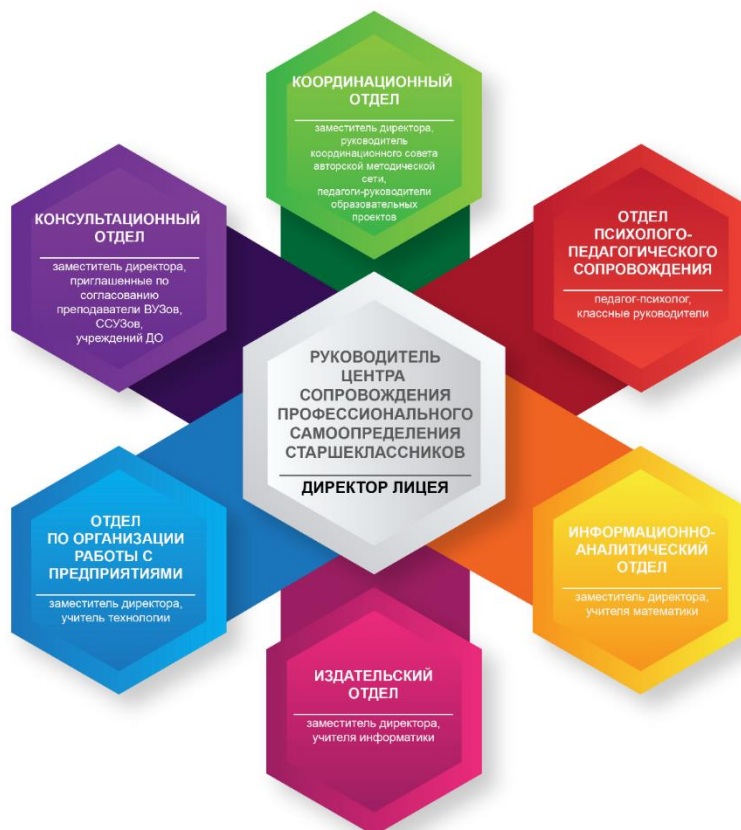 КООРДИНАЦИОННЫЙ
ОТДЕЛ
заместитель директора,
руководитель
координационного совета
авторской методической
сети,
педагоги-руководители
образовательных
проектов
КОНСУЛЬТАЦИОННЫЙ
ОТДЕЛ
заместитель директора,
приглашенные по
согласованию
преподаватели ВУЗов,
ССУЗов,
учреждений ДО
ОТДЕЛ
ПСИХОЛОГО-
ПЕДАГОГИЧЕСКОГО
СОПРОВОЖДЕНИЯ
педагог-психолог,
классные руководители
РУКОВОДИТЕЛЬ
ЦЕНТРА
СОПРОВОЖДЕНИЯ
ПРОФЕССИОНАЛЬНОГО
САМООПРЕДЕЛЕНИЯ
СТАРШЕКЛАССНИКОВ
ДИРЕКТОР ЛИЦЕЯ
ОТДЕЛ
ПО ОРГАНИЗАЦИИ
РАБОТЫ С
ПРЕДПРИЯТИЯМИ
заместитель директора,
учитель технологии
ИНФОРМАЦИОННО-
АНАЛИТИЧЕСКИЙ
ОТДЕЛ
заместитель директора,
учителя математики
ИЗДАТЕЛЬСКИЙ
ОТДЕЛ
заместитель директора,
учителя информатики